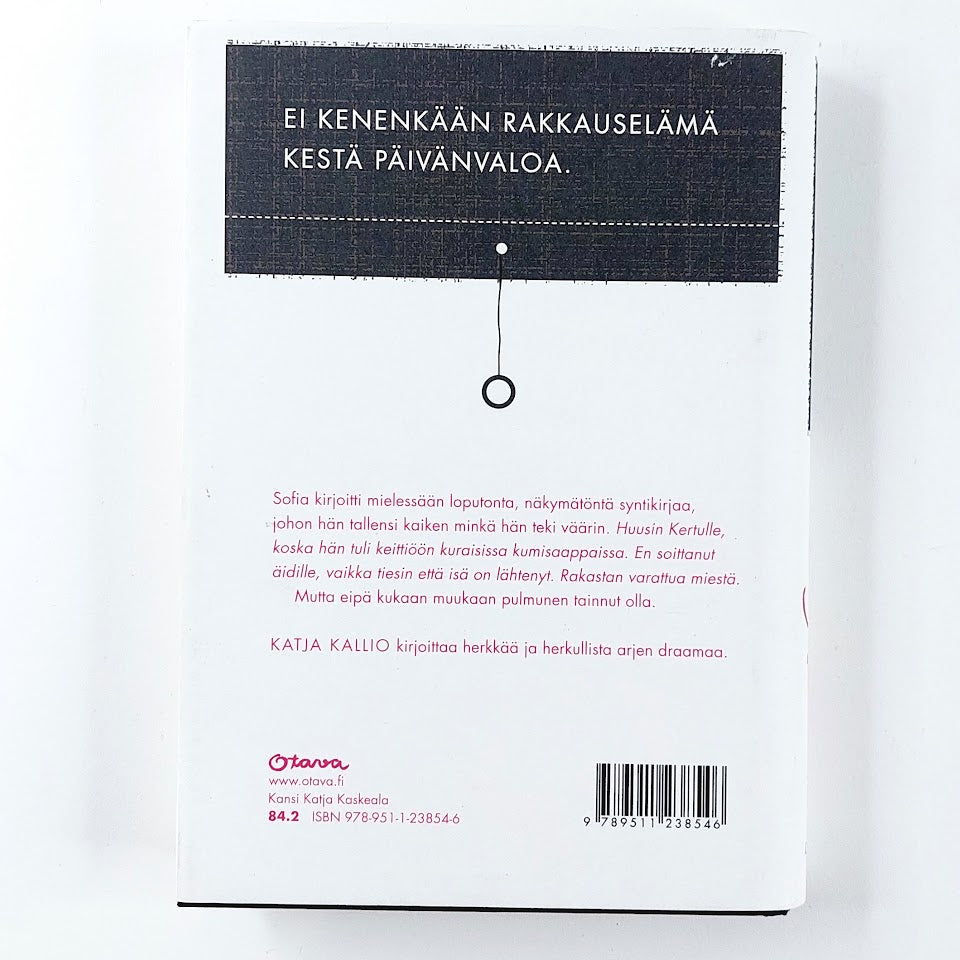 EI KENENKÄÄN RAKKAUSELÄMÄ
KESTÄ PÄIVÄNVALOA.
Sofia kirjoitti mielessään loputonta, näkymätöntä syntikirjaa,
johon hän tallensi kaiken minkä hän teki väärin. Huusin Kertulle,
koska hän tuli keittiöön kuraisissa kumisaappaissa. En soittanut
äidille, vaikka tiesin että isä on lähtenyt. Rakastan varattua miestä.
Mutta eipä kukaan muukaan pulmunen tainnut olla.
KATJA KALLIO kirjoittaa herkkää ja herkullista arjen draamaa.
Otava
www.otava.fi
Kansi Katja Kaskeala
84.2 ISBN 978-951-1-23854-6
9 789511 238546